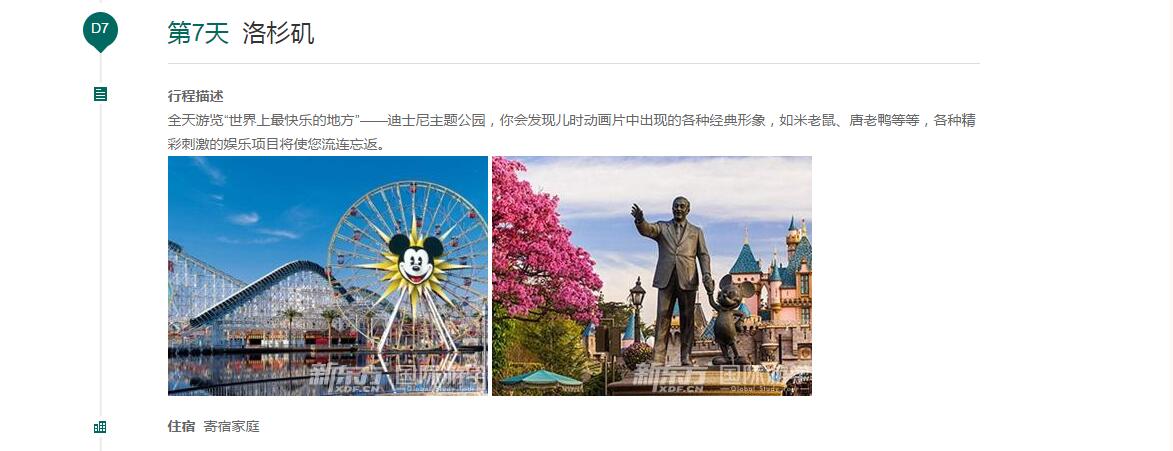 D7
第7天 洛杉矶
行程描述
全天游览“世界上最快乐的地方”——迪士尼主题公园，你会发现儿时动画片中出现的各种经典形象，如米老鼠、唐老鸭等等，各种精
彩刺激的娱乐项目将使您流连忘返。
新东方 国际游学
XDF.CN
新东方 国际游学
XDF.CN Global Study Tour
住宿 寄宿家庭